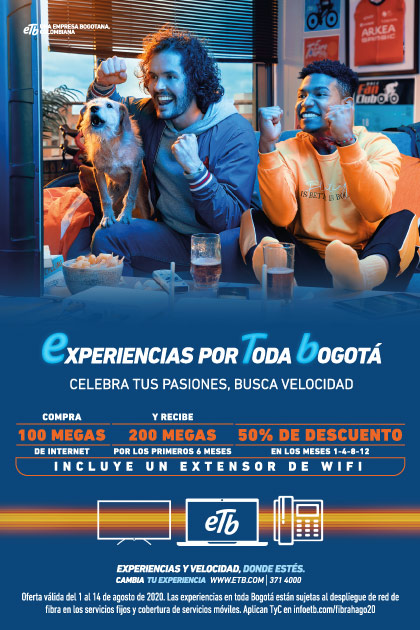 eTb
UNA EMPRESA BOGOTANA,
COLOMBIANA
ARKEA
SAMSIC
Fan
Club
eXPERIENCIAS POR TODA bOGOTÁ
CELEBRA TUS PASIONES, BUSCA VELOCIDAD
COMPRA Y RECIBE
100 MEGAS 200 MEGAS 50% DE DESCUENTO
DE INTERNET POR LOS PRIMEROS 6 MESES EN LOS MESES 1-4-8-12
INCLUYE UN EXTENSOR DE WIFI
eTb
EXPERIENCIAS Y VELOCIDAD, DONDE ESTÉS.
CAMBIA TU EXPERIENCIA WWW.ETB.COM | 371 4000
Oferta válida del 1 al 14 de agosto de 2020. Las experiencias en toda Bogotá están sujetas al despliegue de red de
fibra en los servicios fijos y cobertura de servicios móviles. Aplican TyC en infoetb.com/fibrahago20